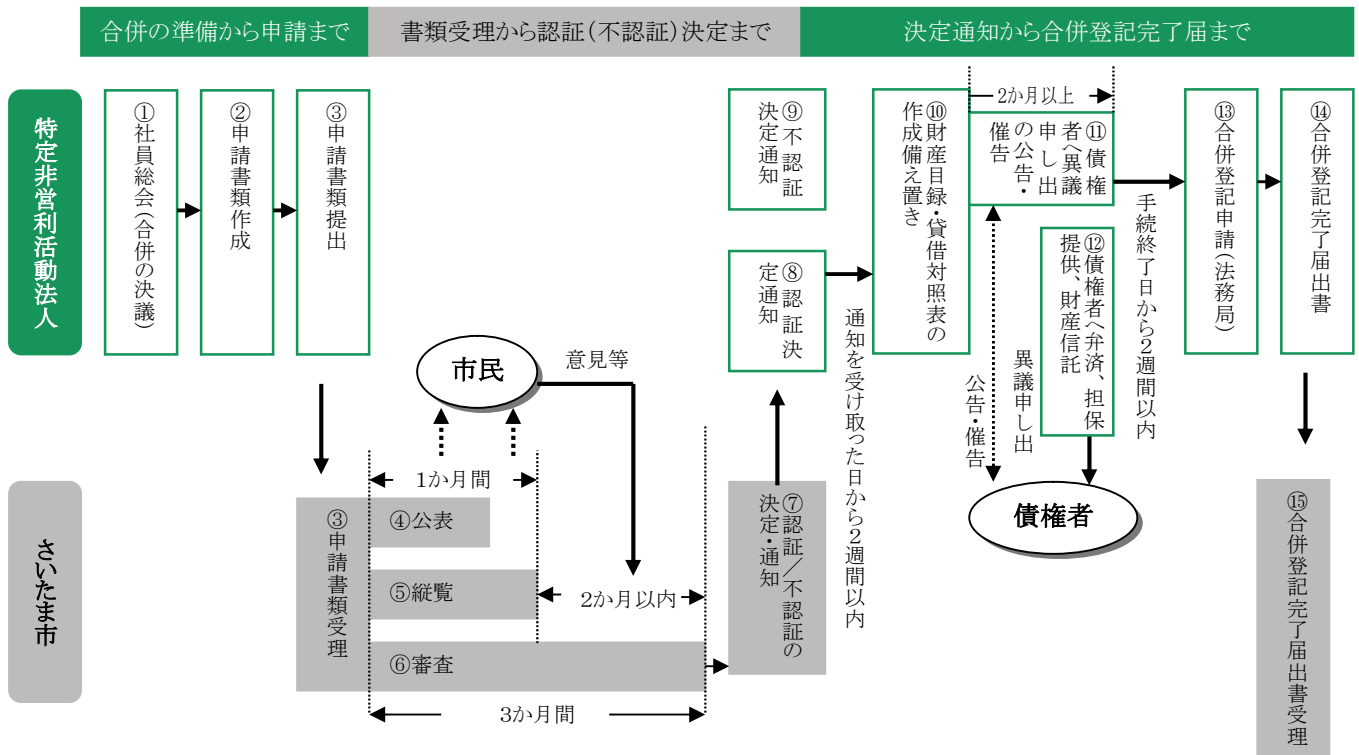 合併の準備から申請まで
書類受理から認証(不認証)決定まで
決定通知から合併登記完了届まで
特定非営利活動法人
①社員総会(合併の決議)
②申請書類作成
③申請書類提出
⑨不認証
決定通知
⑧認証決
定通知
⑩財産目録・貸借対照表の
作成備え置き
2か月以上
⑪債権
者へ異議
申し出
の公告・
催告
⑫債権者へ弁済、担保
提供、財産信託
手続終了日から2週間以内
⑬合併登記申請(法務局)
⑭合併登記完了届出書
市民
意見等
通知を受け取った日から2週間以内
公告・催告
異議申し出
債権者
さいたま市
③申請書類受理
1か月間
④公表
⑤縦覧
2か月以内
⑥審査
3か月間
⑦認証/不認証の
決定・通知
⑮合併登記完了届出書受理